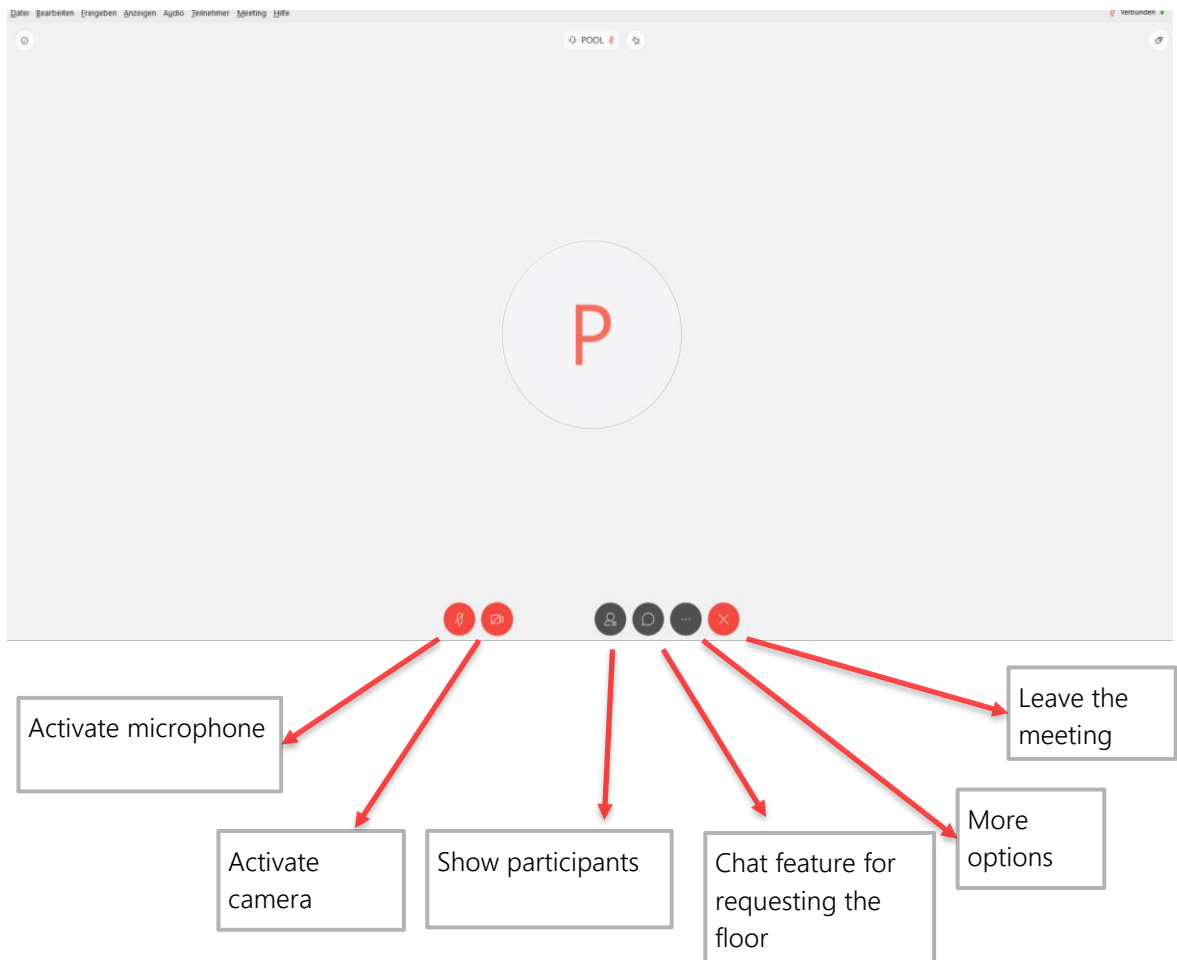 Datei Bearbeiten Freigeben Anzeigen Audio Teilnehmer Meeting Hilfe
Verbunden
POOL
P
Activate microphone
Leave the
meeting
Activate
camera
Show participants
Chat feature for
requesting the
floor
More
options